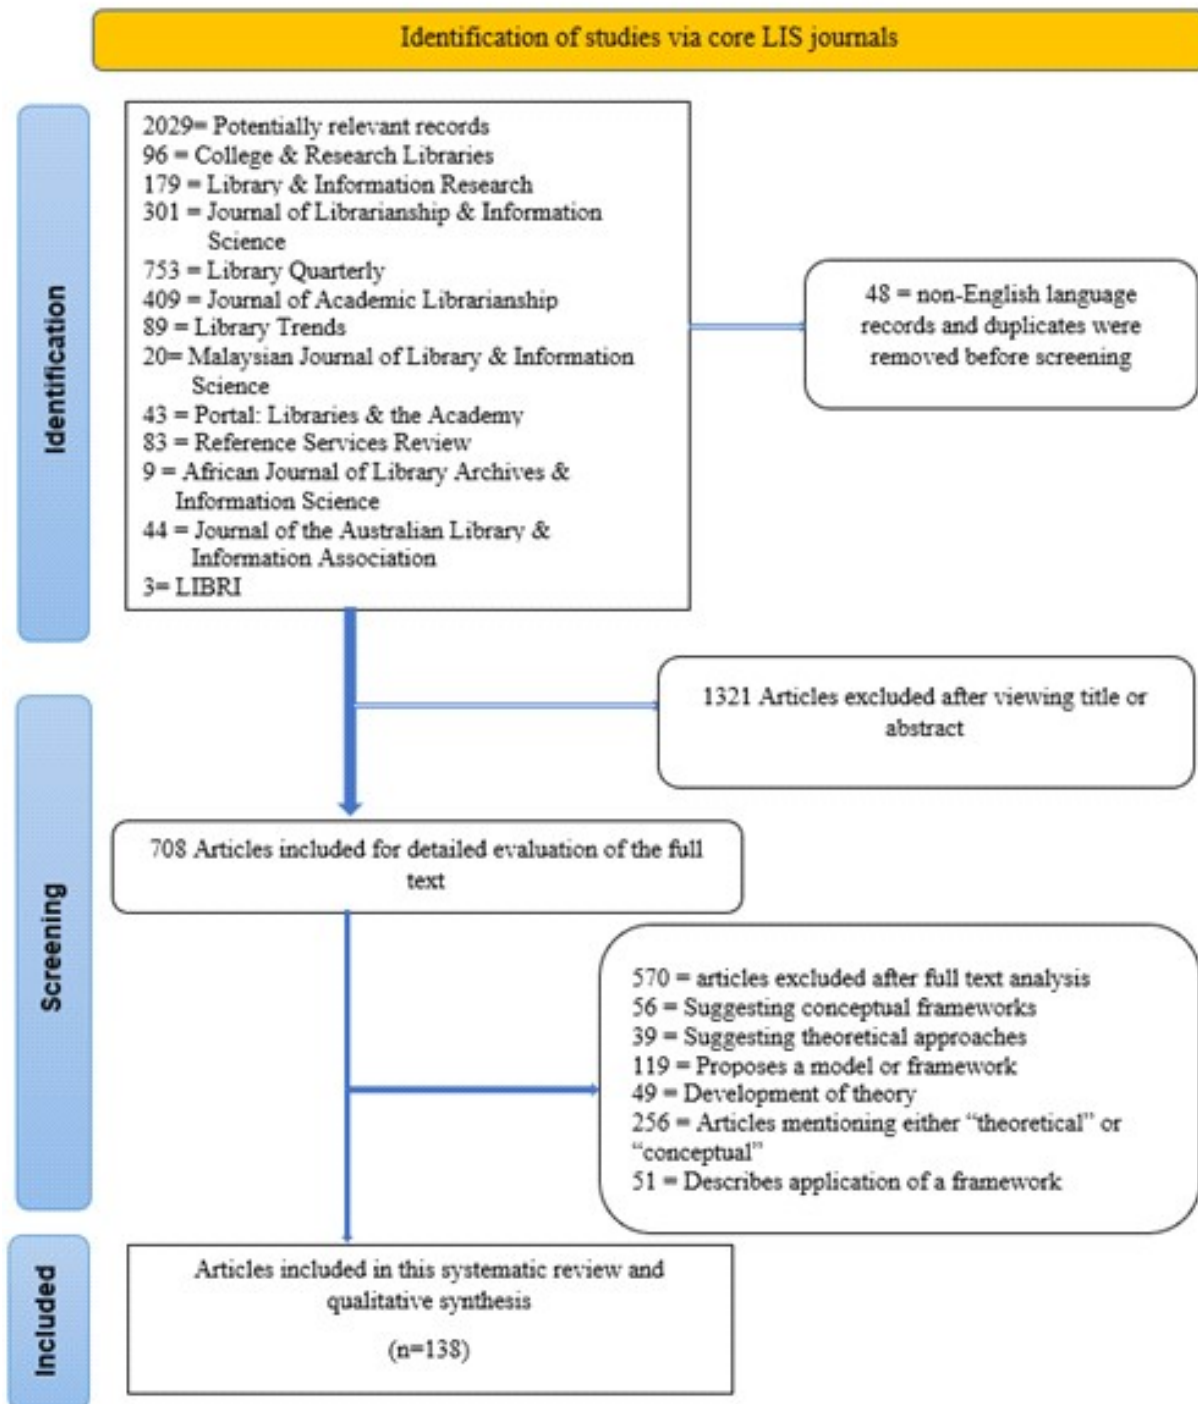 Identification of studies via core LIS journals
Identification
2029= Potentially relevant records
96 = College & Research Libraries
179 = Library & Information Research
301 = Journal of Librarianship & Information
Science
753 = Library Quarterly
409 = Journal of Academic Librarianship
89 = Library Trends
20= Malaysian Journal of Library & Information
Science
43 = Portal: Libraries & the Academy
83 = Reference Services Review
9 = African Journal of Library Archives &
Information Science
44 = Journal of the Australian Library &
Information Association
3= LIBRI
48 = non-English language
records and duplicates were
removed before screening
Screening
1321 Articles excluded after viewing title or
abstract
708 Articles included for detailed evaluation of the full
text
570 = articles excluded after full text analysis
56 = Suggesting conceptual frameworks
39 = Suggesting theoretical approaches
119 = Proposes a model or framework
49 = Development of theory
256 = Articles mentioning either “theoretical” or
“conceptual”
51 = Describes application of a framework
Included
Articles included in this systematic review and
qualitative synthesis
(n=138)